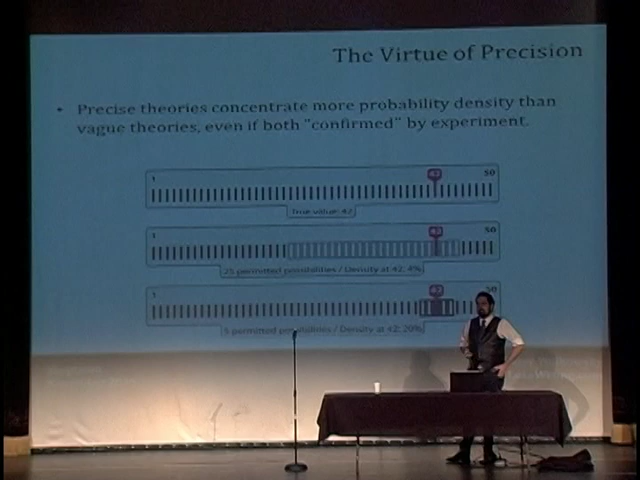 The Virtue of Precision
• Precise theories concentrate more probability density than
vague theories, even if both "confirmed" by experiment.
1 42 50
True value: 42
1 42 50
25 permitted possibilities / Density at 42: 4%
1 42 50
5 permitted possibilities / Density at 42: 20%